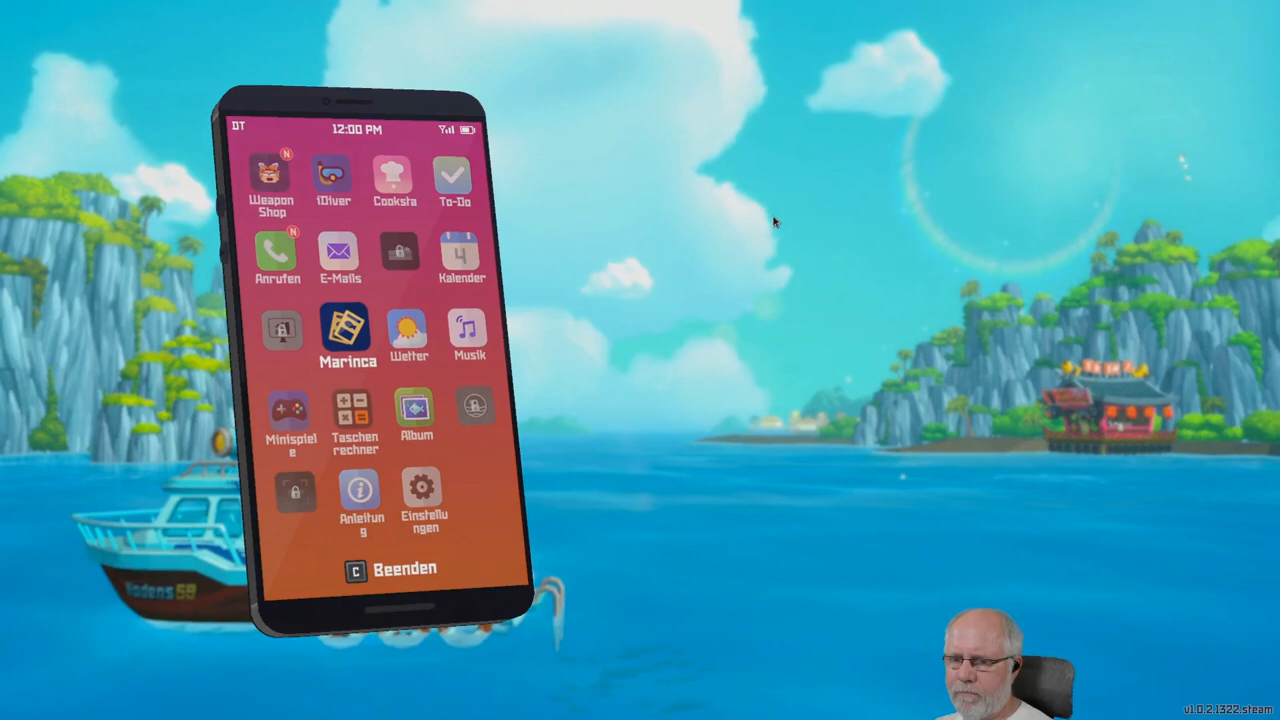 DT
12:00 PM
N
Weapon
Shop
iDiver
Cooksta
To-Do
N
Anrufen
E-Mails
4
Kalender
Marinca
Wetter
Musik
Minispiel
e
Taschen
rechner
Album
Anleitun
g
Einstellu
ngen
C Beenden
v1.0.2.1322.steam